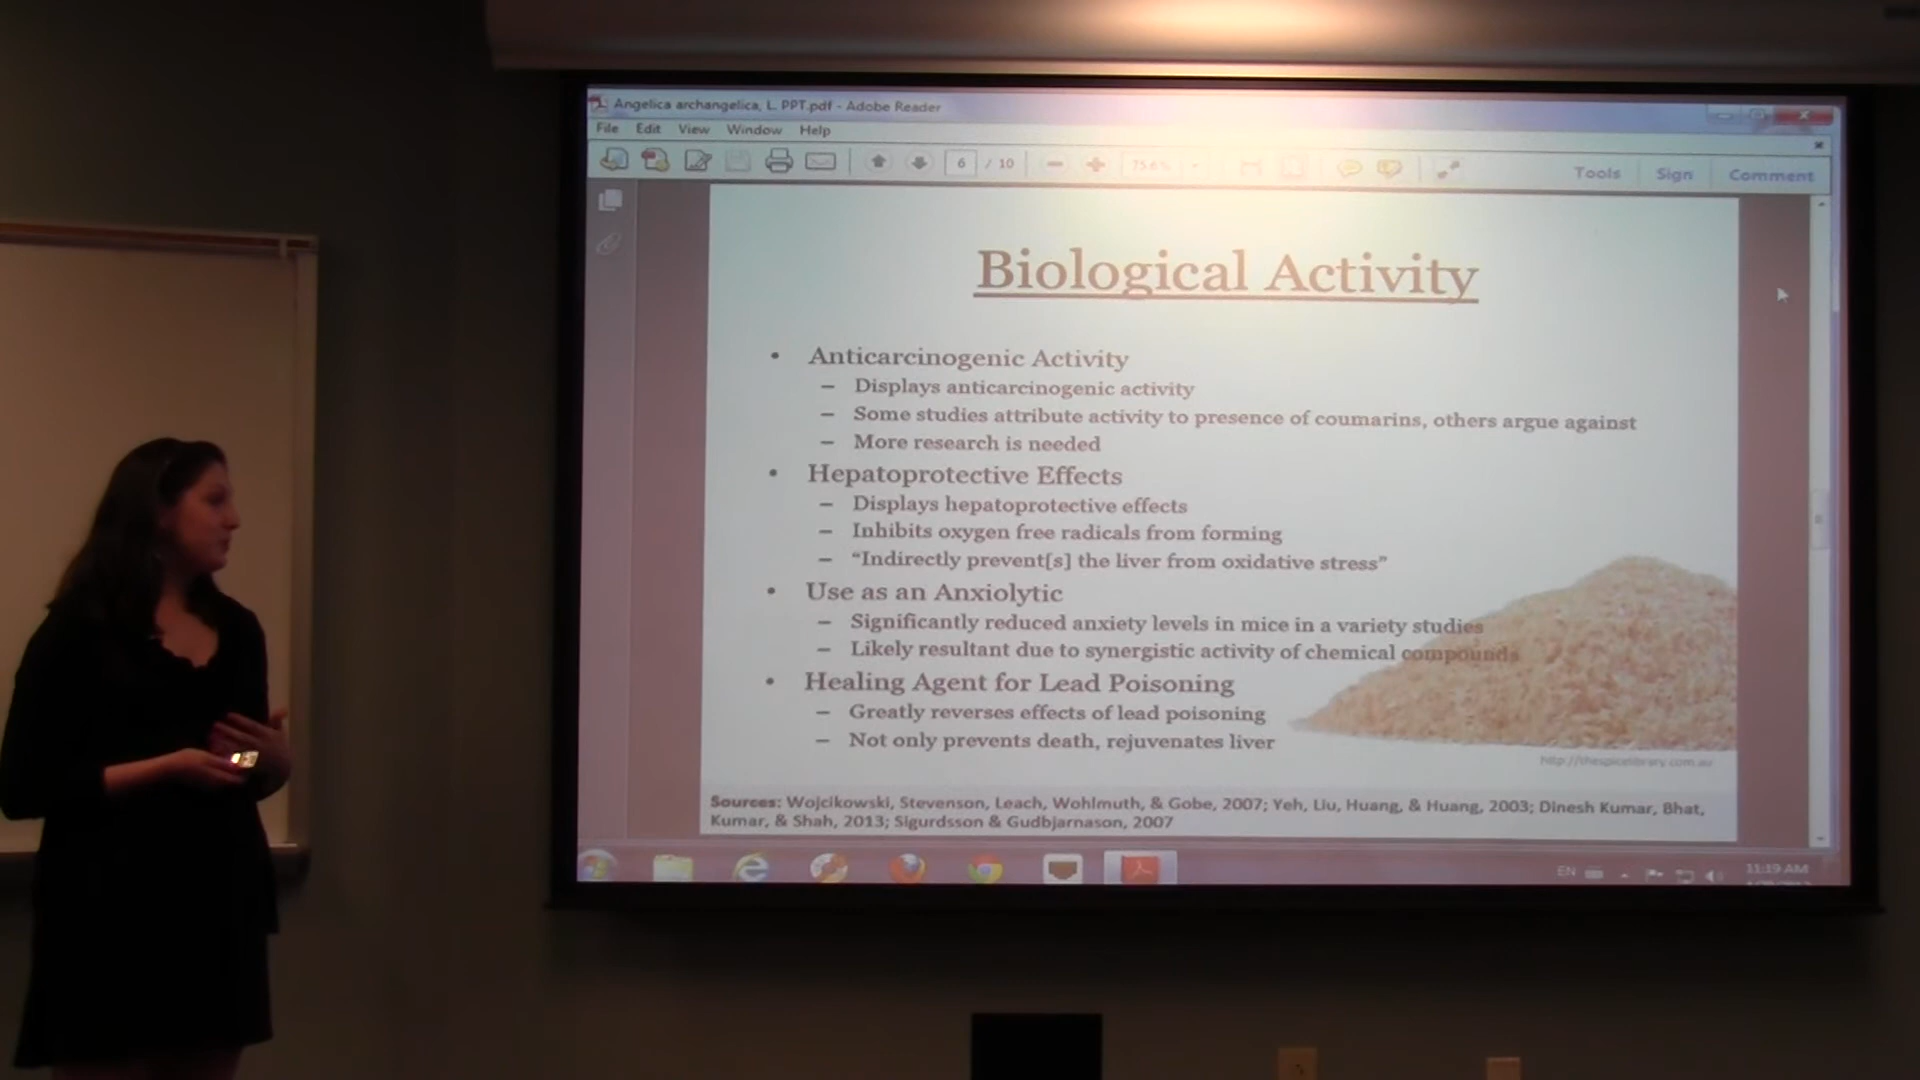 Angelica archangelica, L. PPT.pdf - Adobe Reader
File Edit View Window Help
6 / 10 75.6%
Tools Sign Comment
Biological Activity
• Anticarcinogenic Activity
– Displays anticarcinogenic activity
– Some studies attribute activity to presence of coumarins, others argue against
– More research is needed
• Hepatoprotective Effects
– Displays hepatoprotective effects
– Inhibits oxygen free radicals from forming
– “Indirectly prevent[s] the liver from oxidative stress”
• Use as an Anxiolytic
– Significantly reduced anxiety levels in mice in a variety studies
– Likely resultant due to synergistic activity of chemical compounds
• Healing Agent for Lead Poisoning
– Greatly reverses effects of lead poisoning
– Not only prevents death, rejuvenates liver
http://thespicelibrary.com.au
Sources: Wojcikowski, Stevenson, Leach, Wohlmuth, & Gobe, 2007; Yeh, Liu, Huang, & Huang, 2003; Dinesh Kumar, Bhat,
Kumar, & Shah, 2013; Sigurdsson & Gudbjarnason, 2007
EN 11:19 AM